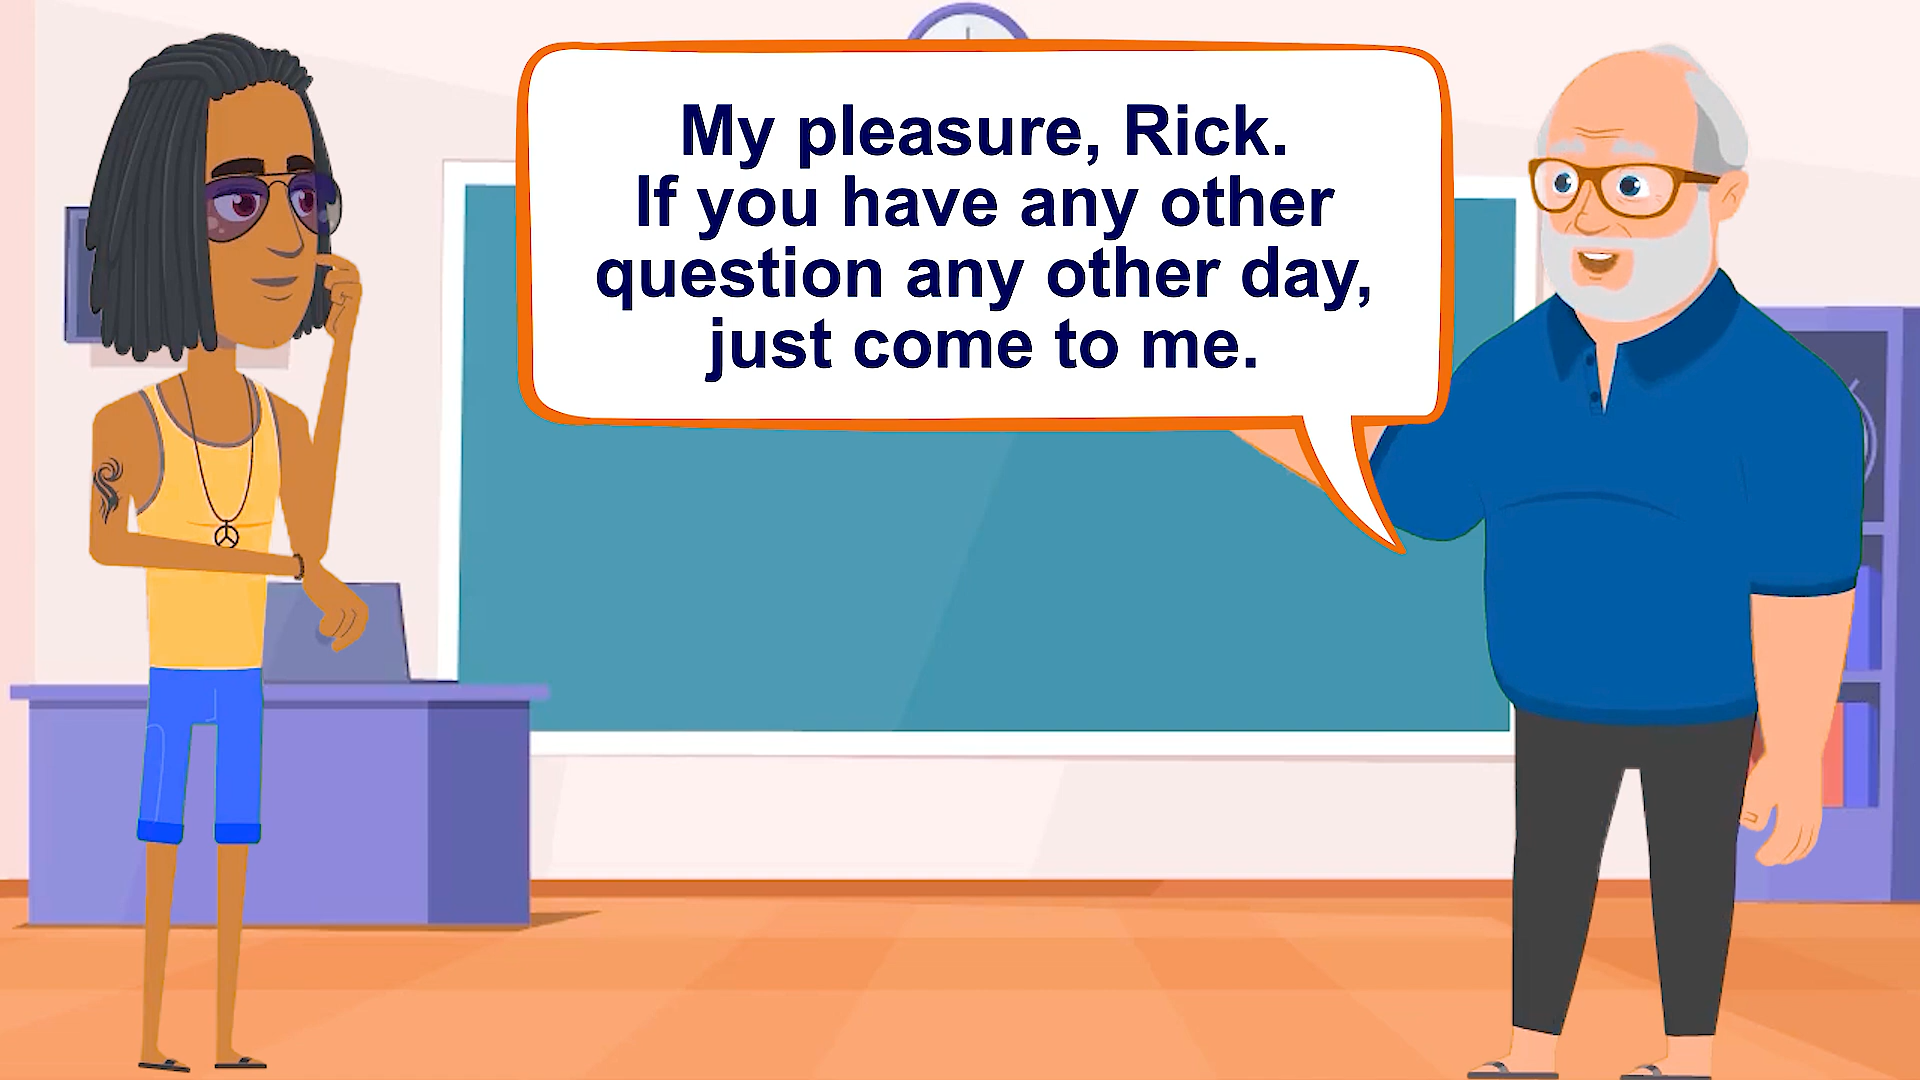 My pleasure, Rick.
If you have any other
question any other day,
just come to me.